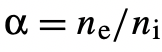 α = nₑ/nᵢ